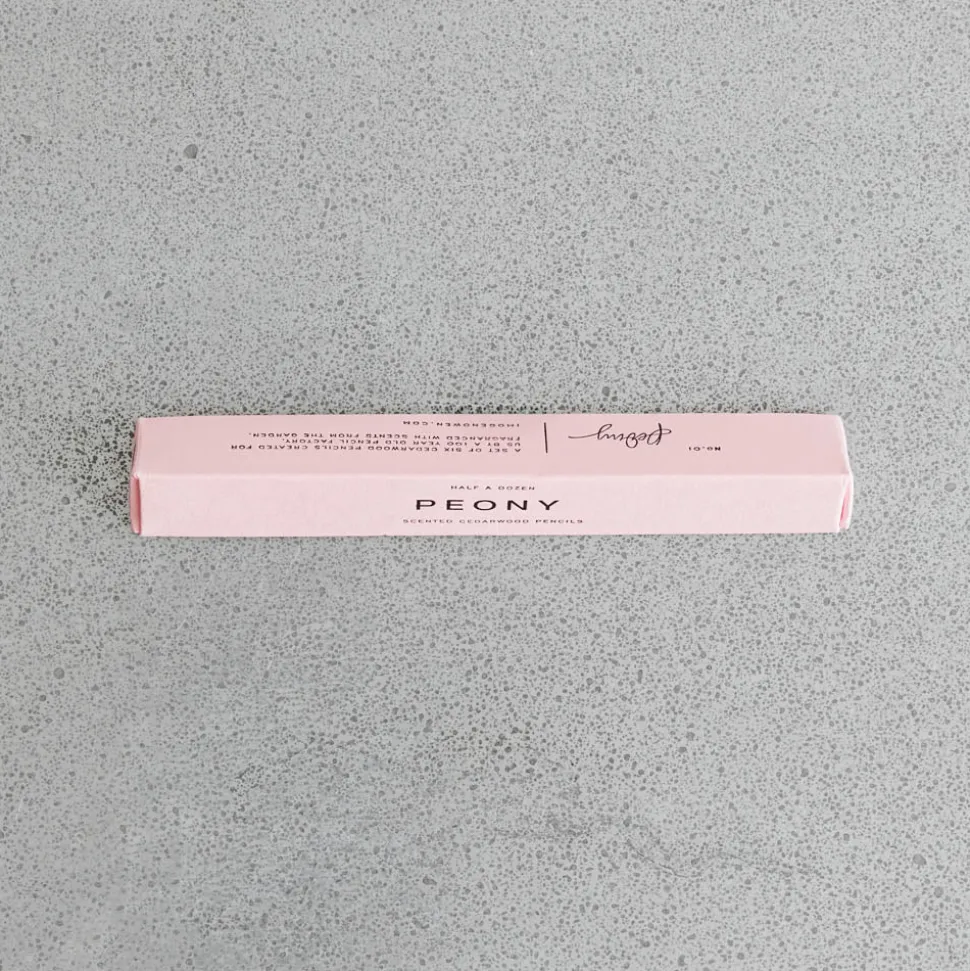 HALF A DOZEN
PEONY
SCENTED CEDARWOOD PENCILS
No.01
Peony
A SET OF SIX CEDARWOOD PENCILS CREATED FOR
US BY A 100 YEAR OLD PENCIL FACTORY.
FRAGRANCED WITH SCENTS FROM THE GARDEN.
IMOGENOWEN.COM